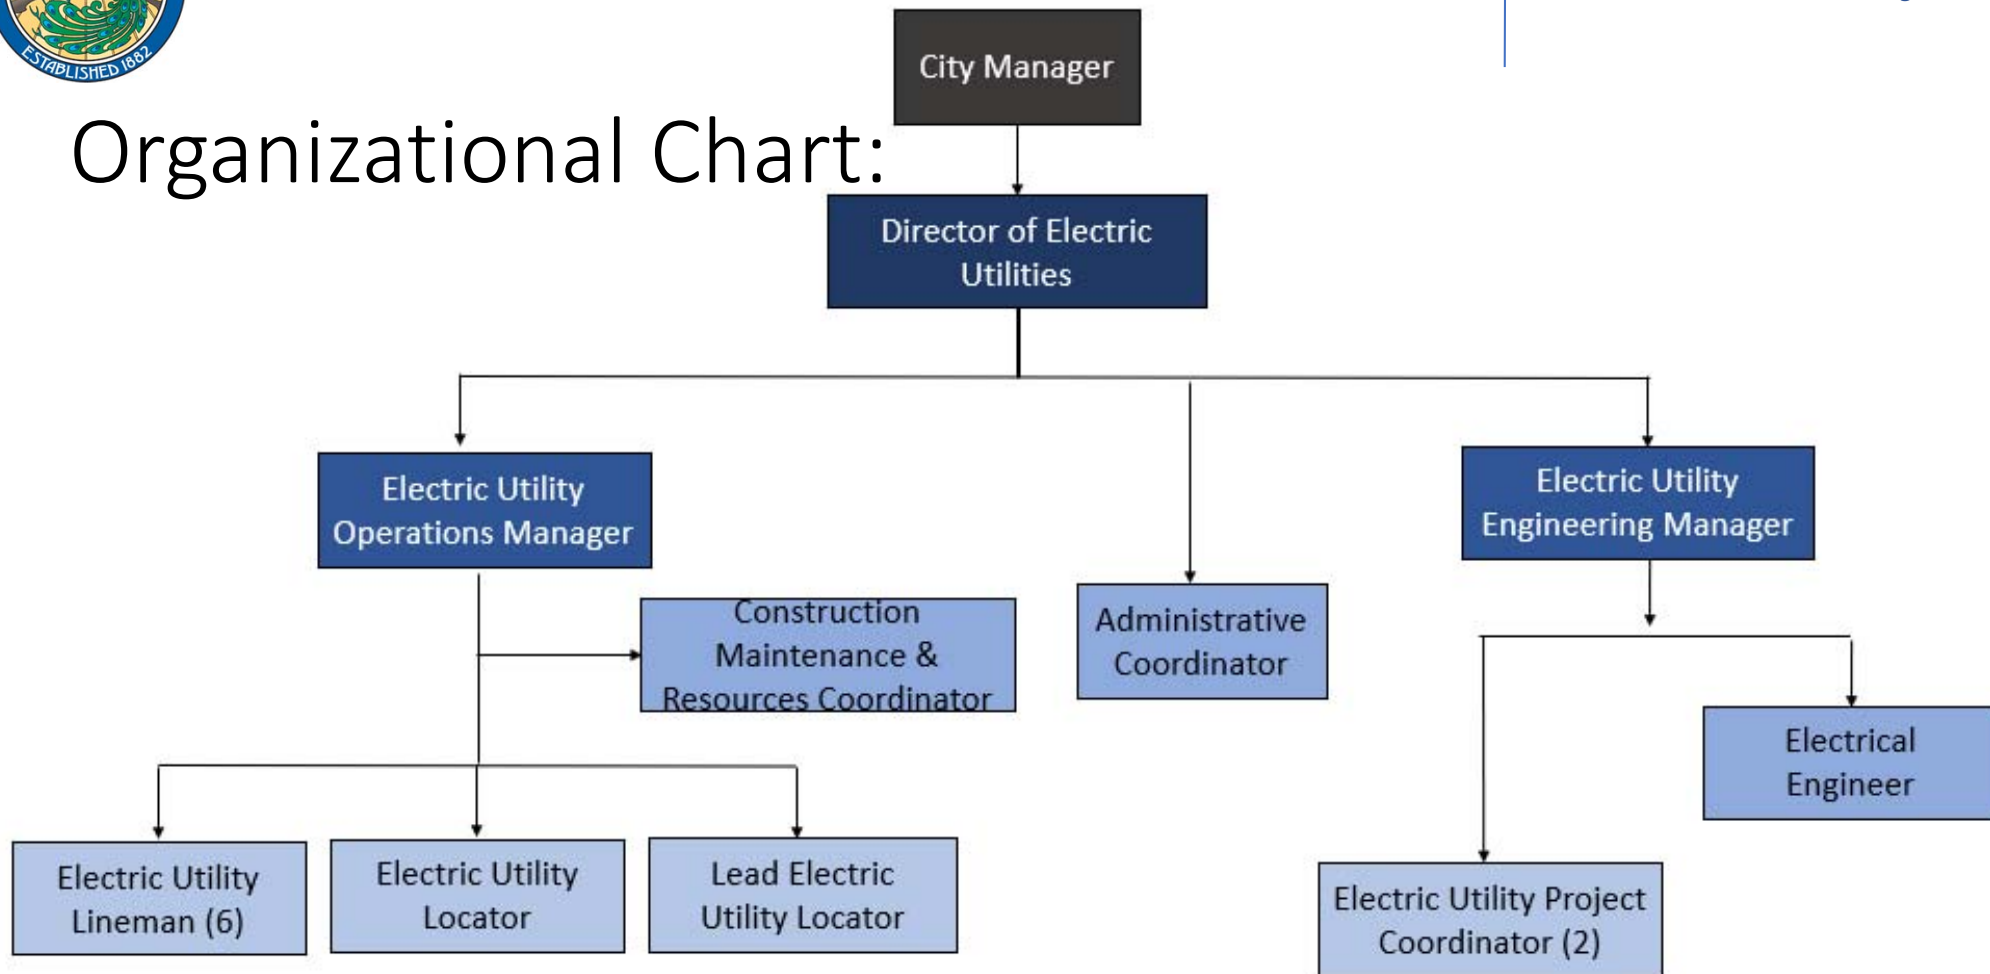 ESTABLISHED 1882
City Manager
Organizational Chart:
Director of Electric
Utilities
Electric Utility
Operations Manager
Electric Utility
Engineering Manager
Construction
Maintenance &
Resources Coordinator
Administrative
Coordinator
Electrical
Engineer
Electric Utility
Lineman (6)
Electric Utility
Locator
Lead Electric
Utility Locator
Electric Utility Project
Coordinator (2)